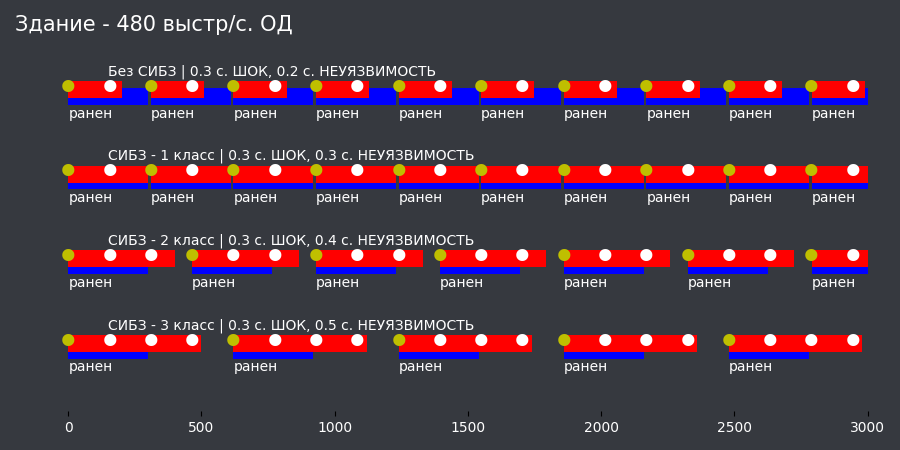 Здание - 480 выстр/с. ОД
Без СИБЗ | 0.3 с. ШОК, 0.2 с. НЕУЯЗВИМОСТЬ
ранен ранен ранен ранен ранен ранен ранен ранен ранен ранен
СИБЗ - 1 класс | 0.3 с. ШОК, 0.3 с. НЕУЯЗВИМОСТЬ
ранен ранен ранен ранен ранен ранен ранен ранен ранен ранен
СИБЗ - 2 класс | 0.3 с. ШОК, 0.4 с. НЕУЯЗВИМОСТЬ
ранен ранен ранен ранен ранен ранен ранен
СИБЗ - 3 класс | 0.3 с. ШОК, 0.5 с. НЕУЯЗВИМОСТЬ
ранен ранен ранен ранен ранен
0 500 1000 1500 2000 2500 3000